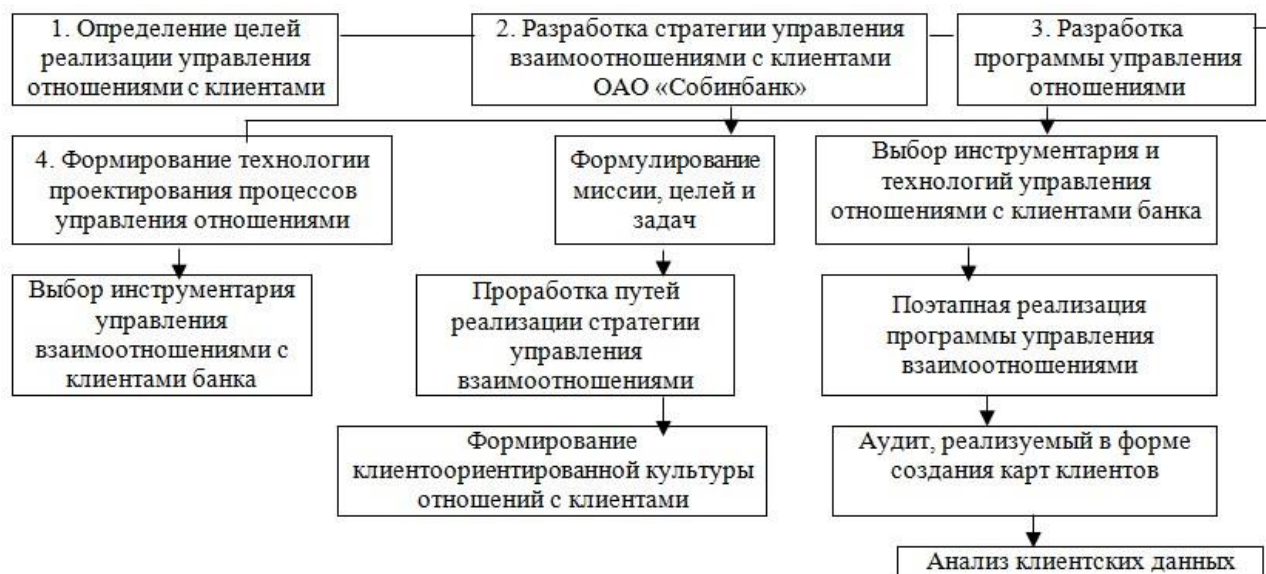 1. Определение целей
реализации управления
отношениями с клиентами
2. Разработка стратегии управления
взаимоотношениями с клиентами
ОАО «Собинбанк»
3. Разработка
программы управления
отношениями
4. Формирование технологии
проектирования процессов
управления отношениями
Формулирование
миссии, целей и
задач
Выбор инструментария и
технологий управления
отношениями с клиентами банка
Выбор инструментария
управления
взаимоотношениями с
клиентами банка
Проработка путей
реализации стратегии
управления
взаимоотношениями
Поэтапная реализация
программы управления
взаимоотношениями
Формирование
клиентоориентированной культуры
отношений с клиентами
Аудит, реализуемый в форме
создания карт клиентов
Анализ клиентских данных